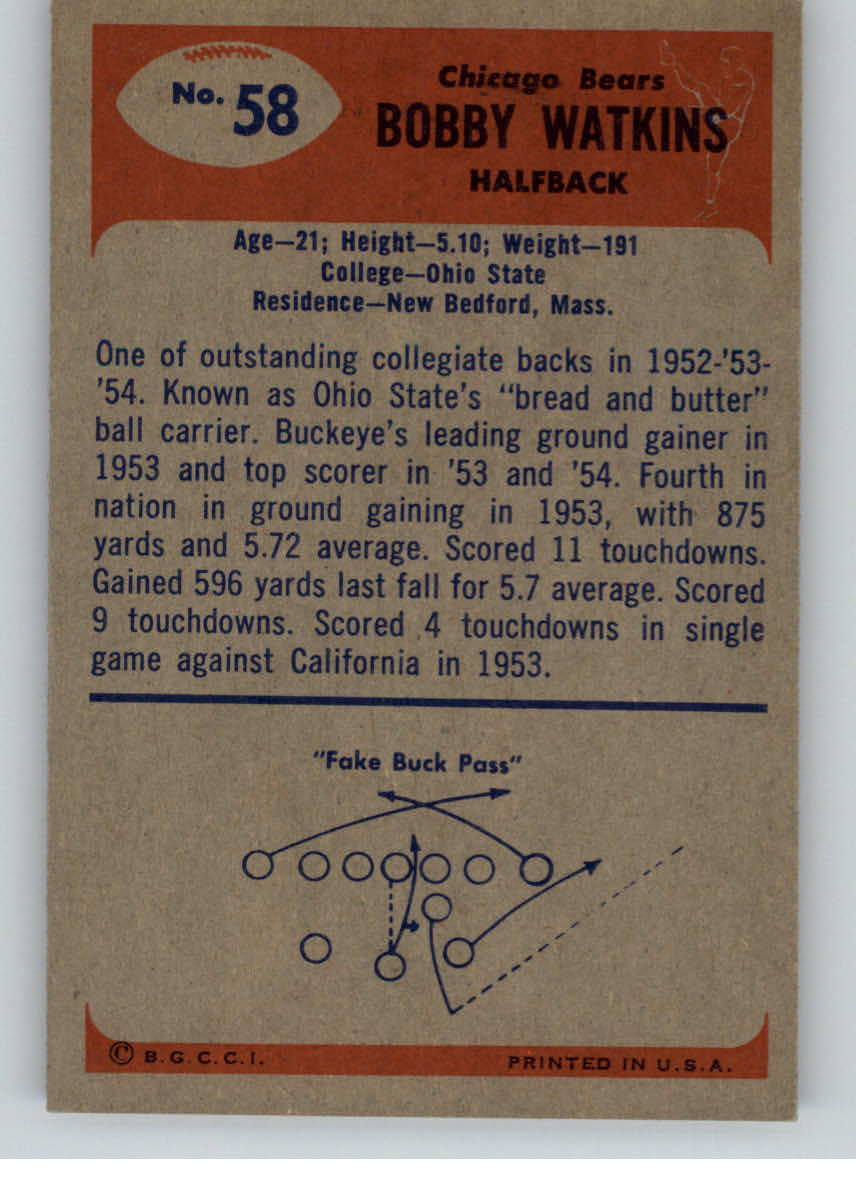 No. 58
Chicago Bears
BOBBY WATKINS
HALFBACK
Age—21; Height—5.10; Weight—191
College—Ohio State
Residence—New Bedford, Mass.
One of outstanding collegiate backs in 1952-'53-
'54. Known as Ohio State's "bread and butter"
ball carrier. Buckeye's leading ground gainer in
1953 and top scorer in '53 and '54. Fourth in
nation in ground gaining in 1953, with 875
yards and 5.72 average. Scored 11 touchdowns.
Gained 596 yards last fall for 5.7 average. Scored
9 touchdowns. Scored 4 touchdowns in single
game against California in 1953.
"Fake Buck Pass"
© B.G.C.C.I.
PRINTED IN U.S.A.